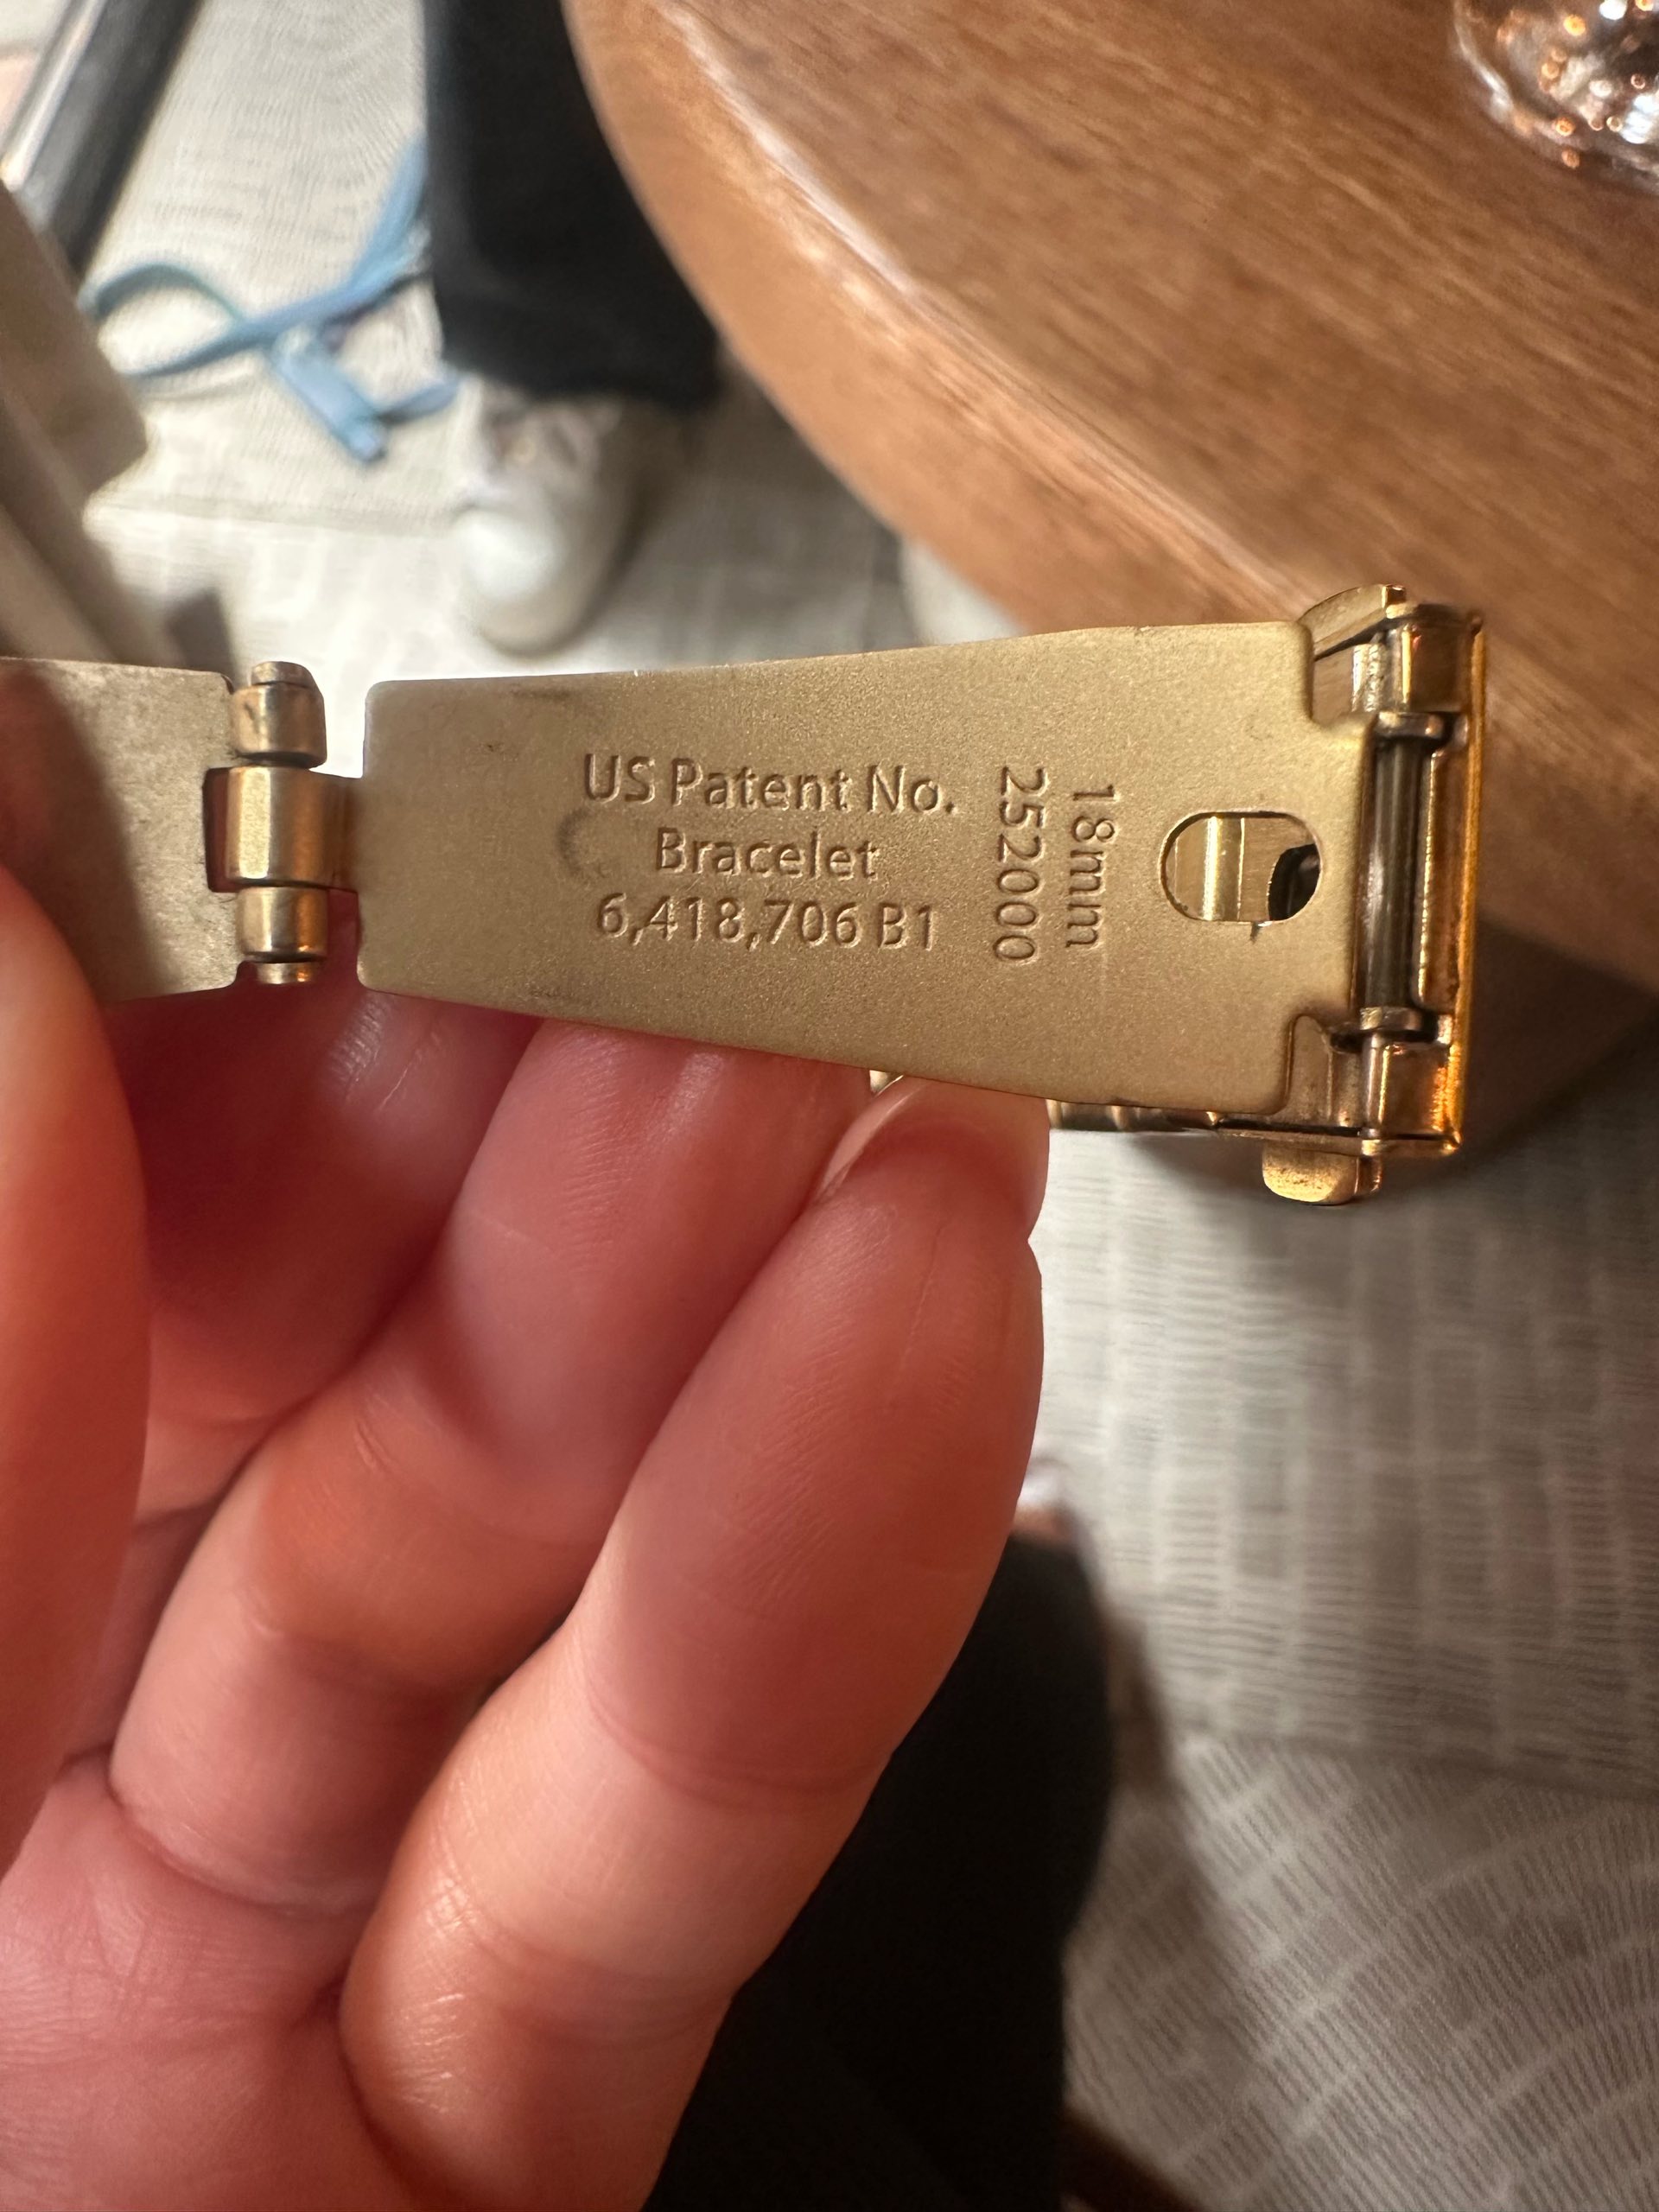 US Patent No.
Bracelet
6,418,706 B1
18mm
252000